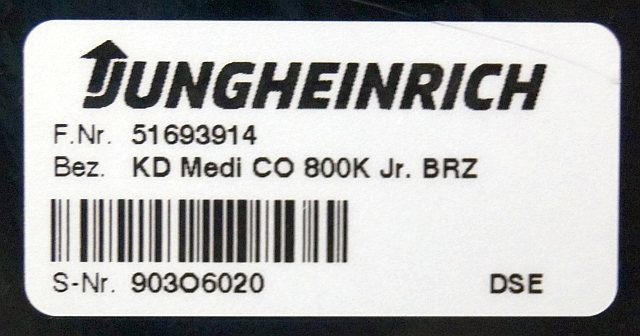 JUNGHEINRICH
F.Nr. 51693914
Bez. KD Medi CO 800K Jr. BRZ
S-Nr. 903O6020 DSE